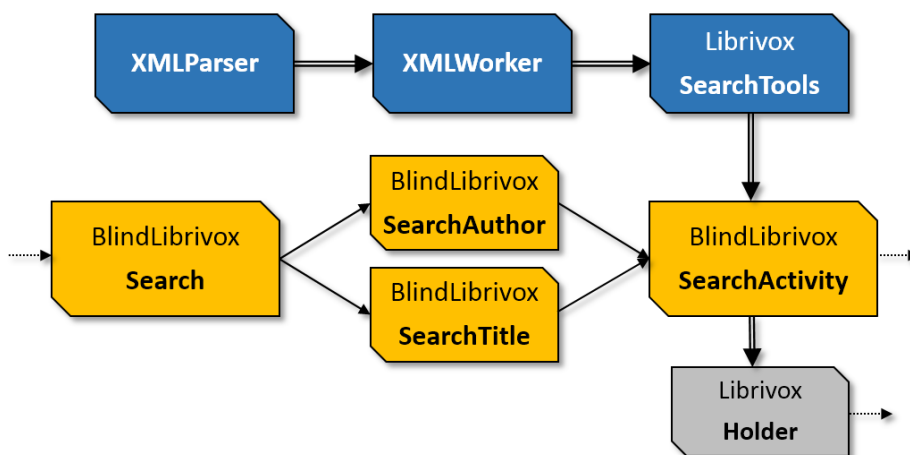 XMLParser
XMLWorker
Librivox
SearchTools
BlindLibrivox
Search
BlindLibrivox
SearchAuthor
BlindLibrivox
SearchTitle
BlindLibrivox
SearchActivity
Librivox
Holder